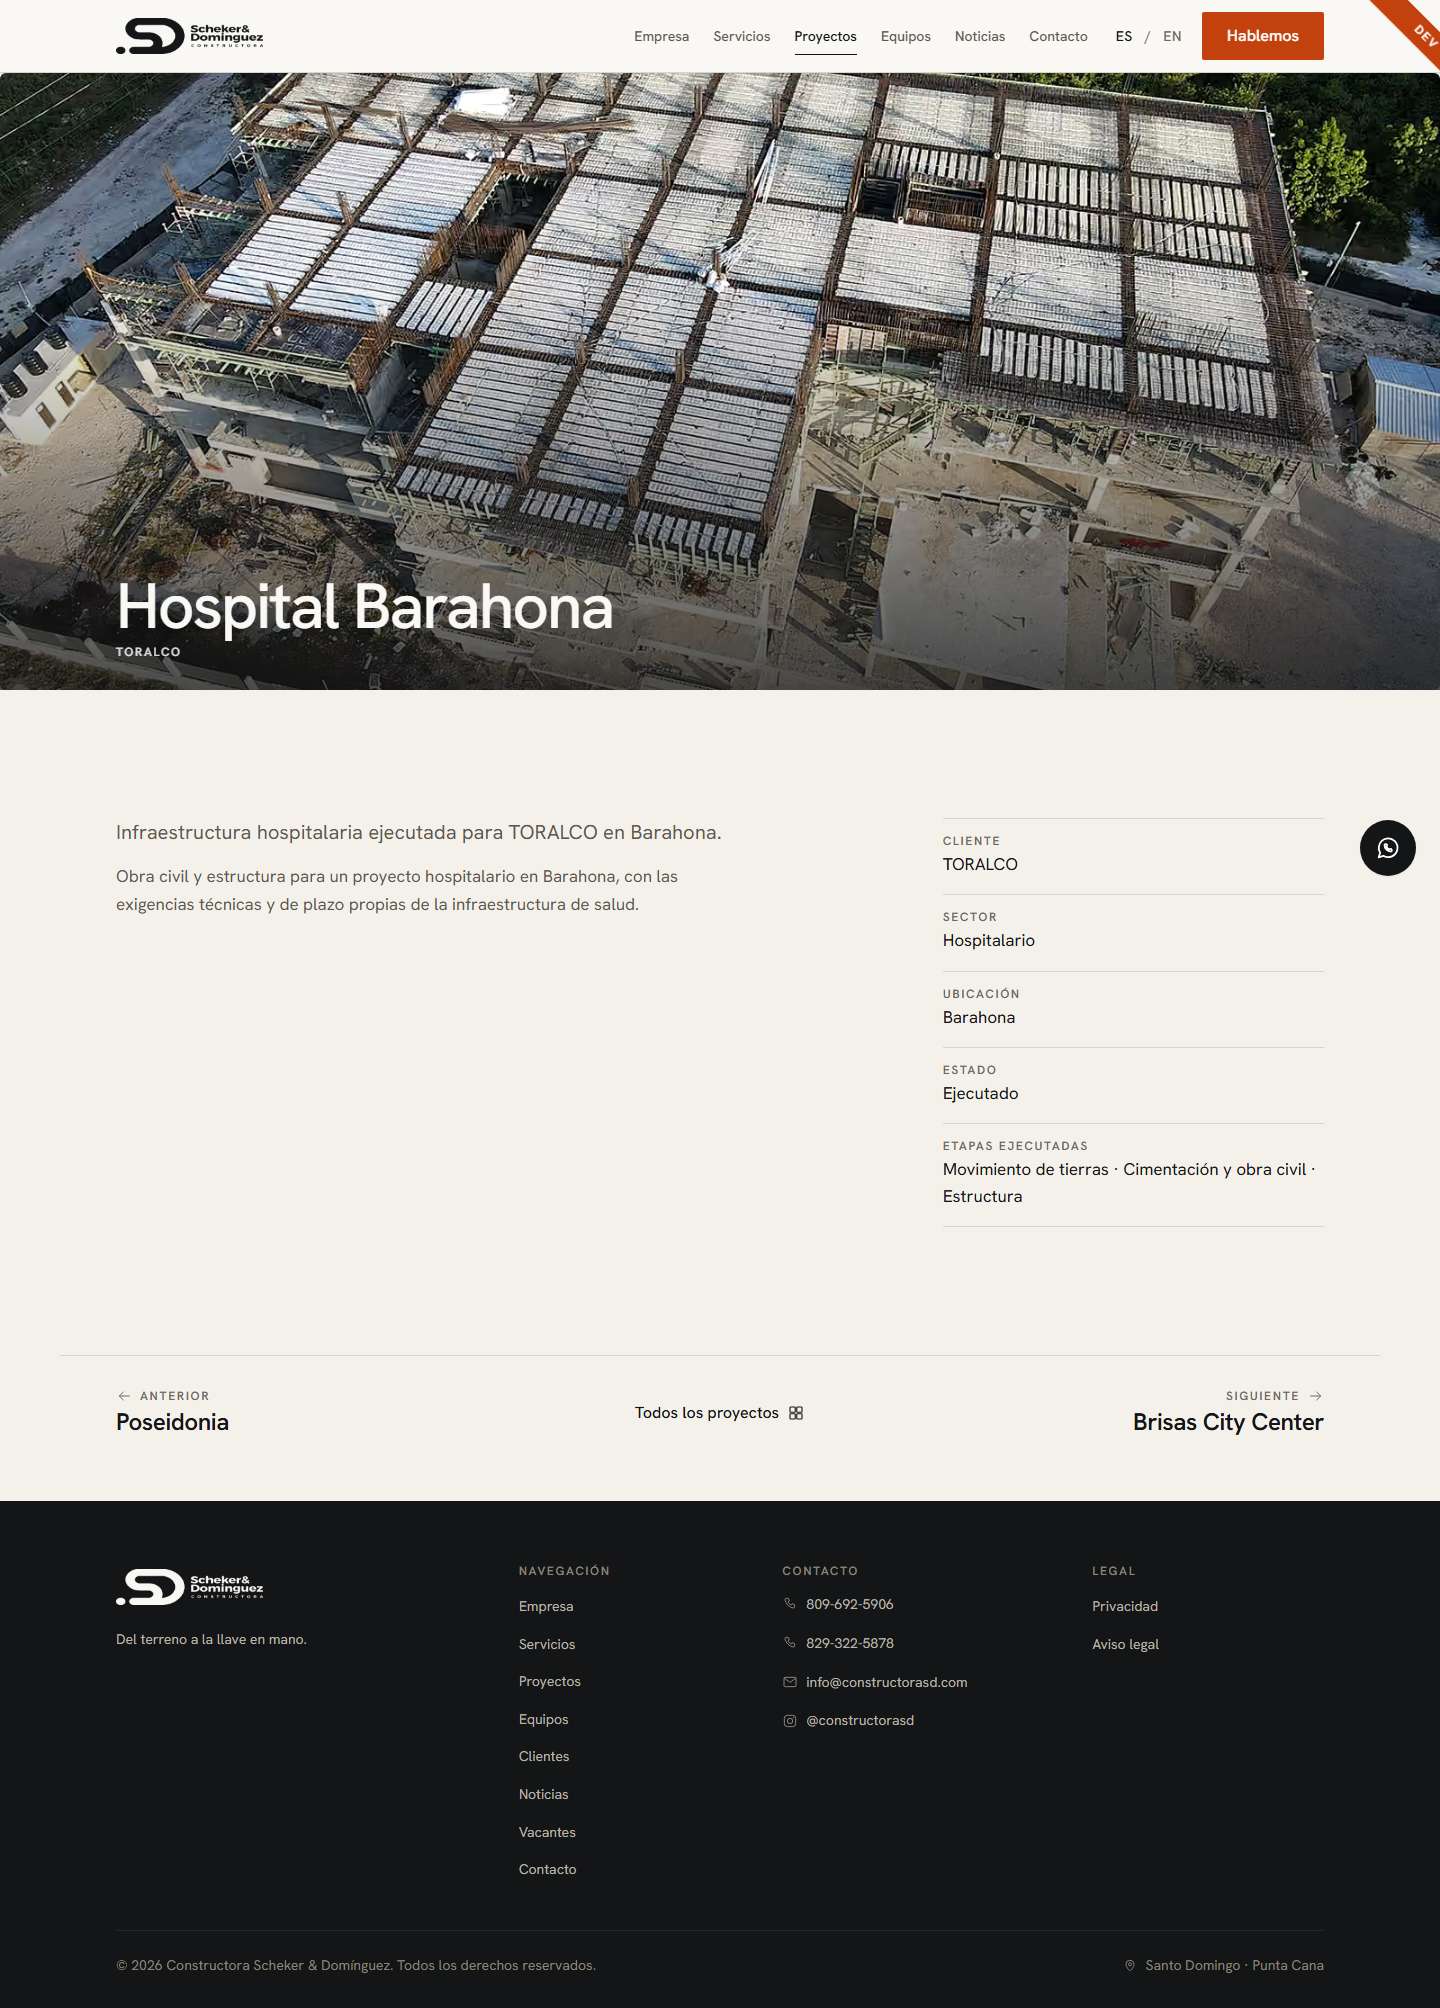 Scheker&
Domínguez
CONSTRUCTORA
Empresa
Servicios
Proyectos
Equipos
Noticias
Contacto
ES / EN
Hablemos
DEV
Hospital Barahona
TORALCO
Infraestructura hospitalaria ejecutada para TORALCO en Barahona.
Obra civil y estructura para un proyecto hospitalario en Barahona, con las
exigencias técnicas y de plazo propias de la infraestructura de salud.
CLIENTE
TORALCO
SECTOR
Hospitalario
UBICACIÓN
Barahona
ESTADO
Ejecutado
ETAPAS EJECUTADAS
Movimiento de tierras · Cimentación y obra civil ·
Estructura
← ANTERIOR
Poseidonia
Todos los proyectos
SIGUIENTE →
Brisas City Center
Scheker&
Domínguez
CONSTRUCTORA
Del terreno a la llave en mano.
NAVEGACIÓN
Empresa
Servicios
Proyectos
Equipos
Clientes
Noticias
Vacantes
Contacto
CONTACTO
809-692-5906
829-322-5878
info@constructorasd.com
@constructorasd
LEGAL
Privacidad
Aviso legal
© 2026 Constructora Scheker & Domínguez. Todos los derechos reservados.
Santo Domingo · Punta Cana